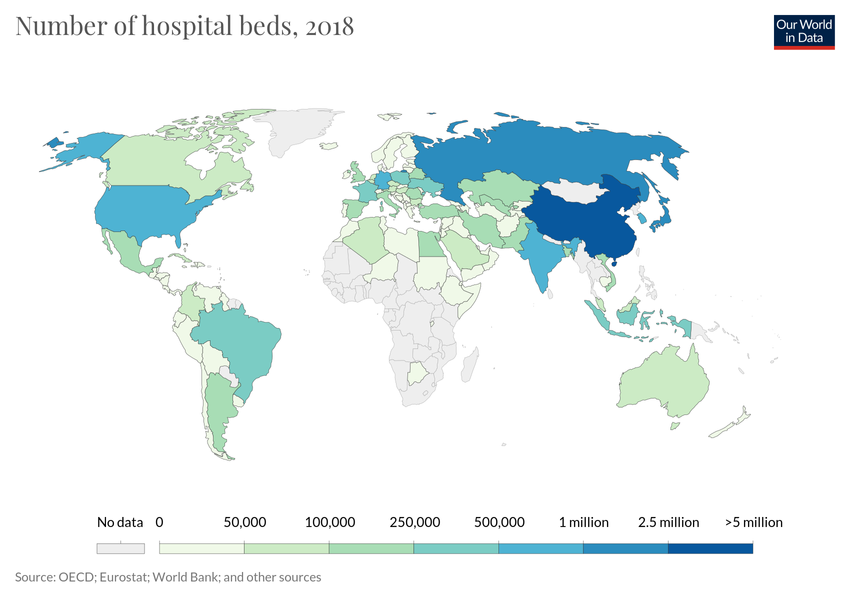 Number of hospital beds, 2018
Our World
in Data
No data 0 50,000 100,000 250,000 500,000 1 million 2.5 million >5 million
Source: OECD; Eurostat; World Bank; and other sources